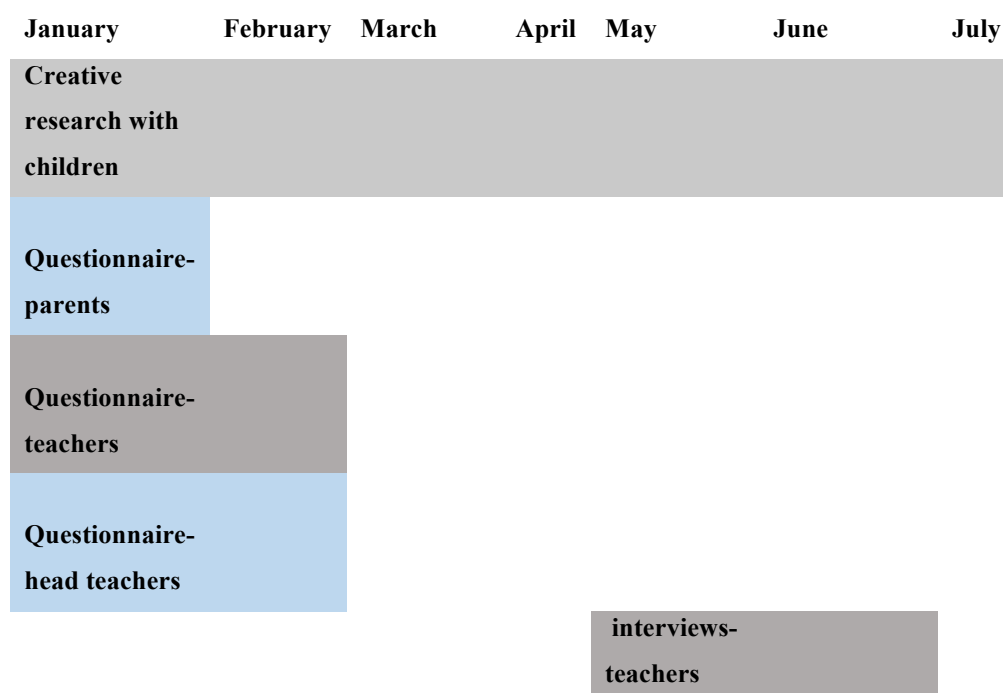 January February March April May June July
Creative
research with
children
Questionnaire-
parents
Questionnaire-
teachers
Questionnaire-
head teachers
interviews-
teachers